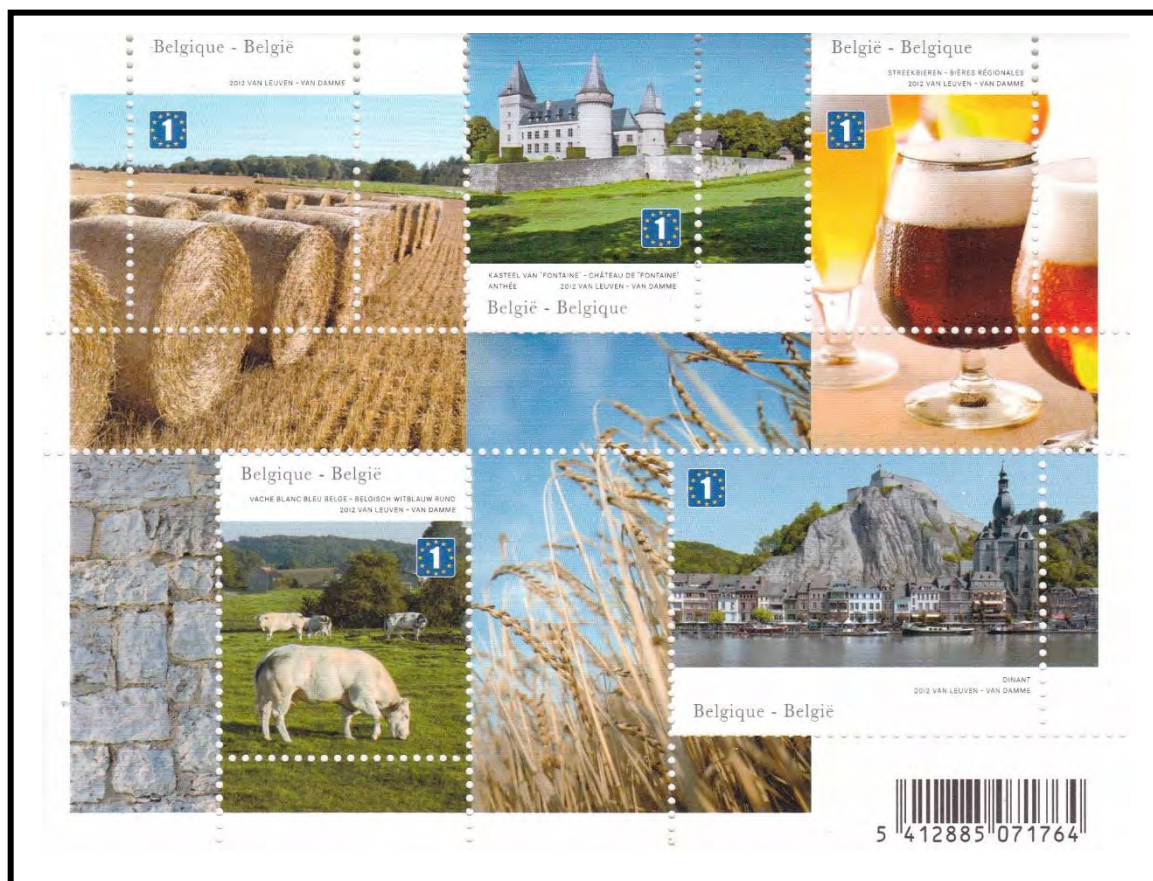 Belgique - België
2012 VAN LEUVEN - VAN DAMME
1
1
KASTEEL VAN "FONTAINE" - CHÂTEAU DE "FONTAINE"
ANTHÉE 2012 VAN LEUVEN - VAN DAMME
België - Belgique
België - Belgique
STREEKBIEREN - BIÈRES RÉGIONALES
2012 VAN LEUVEN - VAN DAMME
1
Belgique - België
VACHE BLANC BLEU BELGE - BELGISCH WITBLAUW RUND
2012 VAN LEUVEN - VAN DAMME
1
1
DINANT
2012 VAN LEUVEN - VAN DAMME
Belgique - België
5 412885 071764